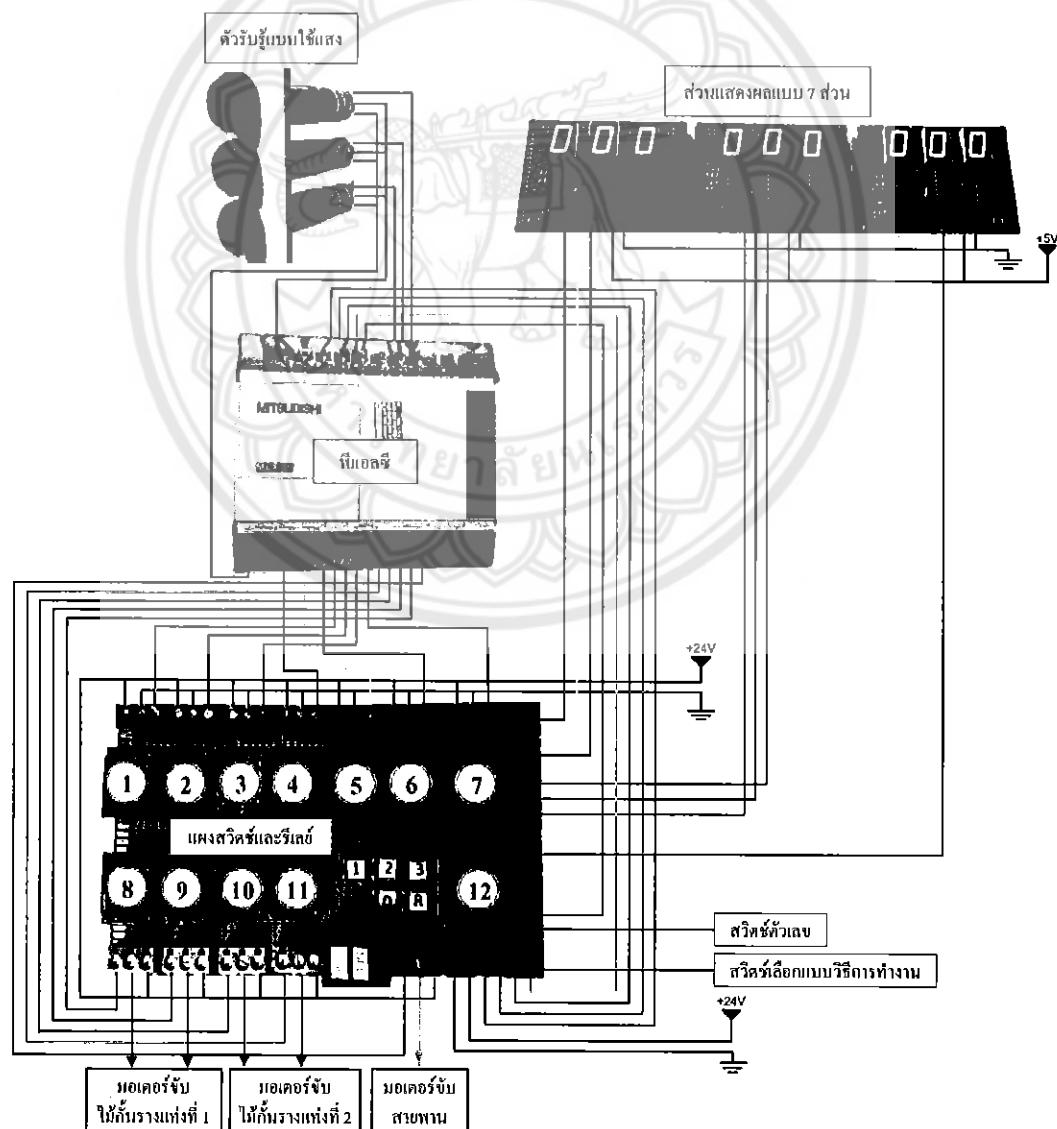 ตัวรับรู้แบบใช้แสง
ส่วนแสดงผลแบบ 7 ส่วน
+5V
MITSUBISHI
พีเอลซี
+24V
1 2 3 4 5 6 7
แผงสวิตช์และรีเลย์
1 2 3
8 9 10 11 12
0 R
สวิตช์ตัวเลข
สวิตช์เลือกแบบวิธีการทำงาน
+24V
มอเตอร์ขับ
ไม้กั้นรางแท่งที่ 1
มอเตอร์ขับ
ไม้กั้นรางแท่งที่ 2
มอเตอร์ขับ
สายพาน